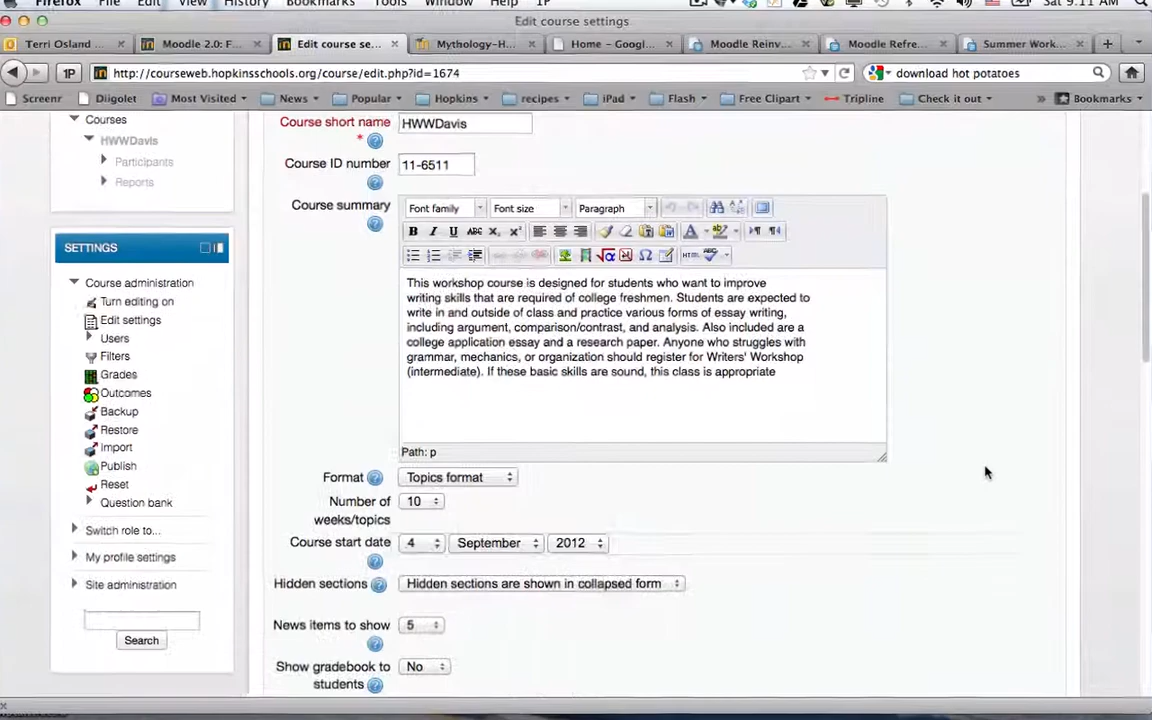 Firefox File Edit View History Bookmarks Tools Window Help 1P Sat 9:11 AM
Edit course settings
Terri Osland ... Moodle 2.0: F... Edit course se... Mythology-H... Home – Googl... Moodle Reinv... Moodle Refre... Summer Work...
1P http://courseweb.hopkinsschools.org/course/edit.php?id=1674 download hot potatoes
Screenr Diigolet Most Visited News Popular Hopkins recipes iPad Flash Free Clipart Tripline Check it out » Bookmarks
Courses
HWWDavis
Participants
Reports
SETTINGS
Course administration
Turn editing on
Edit settings
Users
Filters
Grades
Outcomes
Backup
Restore
Import
Publish
Reset
Question bank
Switch role to...
My profile settings
Site administration
Search
Course short name HWWDavis
*
Course ID number 11-6511
Course summary
Font family Font size Paragraph
B I U ABC X₂ X²
HTML ABC
This workshop course is designed for students who want to improve
writing skills that are required of college freshmen. Students are expected to
write in and outside of class and practice various forms of essay writing,
including argument, comparison/contrast, and analysis. Also included are a
college application essay and a research paper. Anyone who struggles with
grammar, mechanics, or organization should register for Writers' Workshop
(intermediate). If these basic skills are sound, this class is appropriate
Path: p
Format Topics format
Number of 10
weeks/topics
Course start date 4 September 2012
Hidden sections Hidden sections are shown in collapsed form
News items to show 5
Show gradebook to No
students